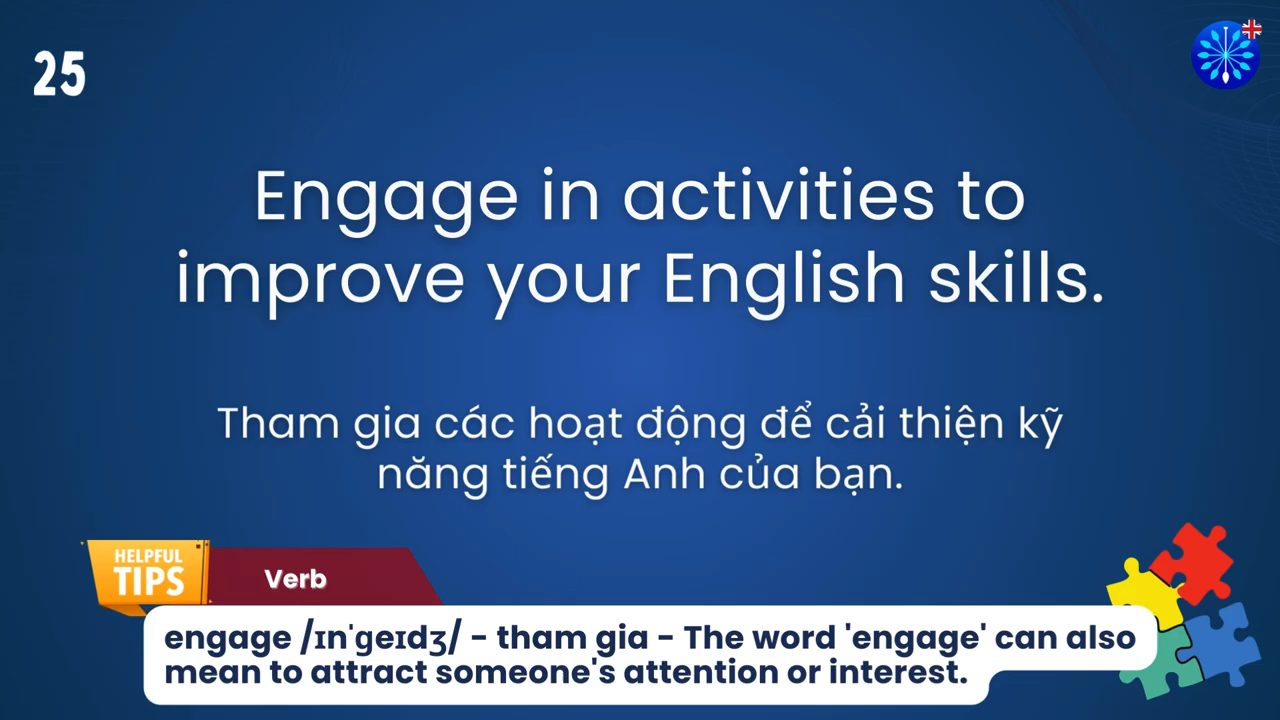 25
Engage in activities to
improve your English skills.
Tham gia các hoạt động để cải thiện kỹ
năng tiếng Anh của bạn.
HELPFUL
TIPS
Verb
engage /ɪnˈɡeɪdʒ/ - tham gia - The word 'engage' can also
mean to attract someone's attention or interest.